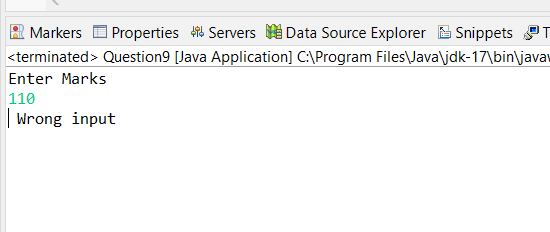 Markers Properties Servers Data Source Explorer Snippets
<terminated> Question9 [Java Application] C:\Program Files\Java\jdk-17\bin\javaw
Enter Marks
110
Wrong input